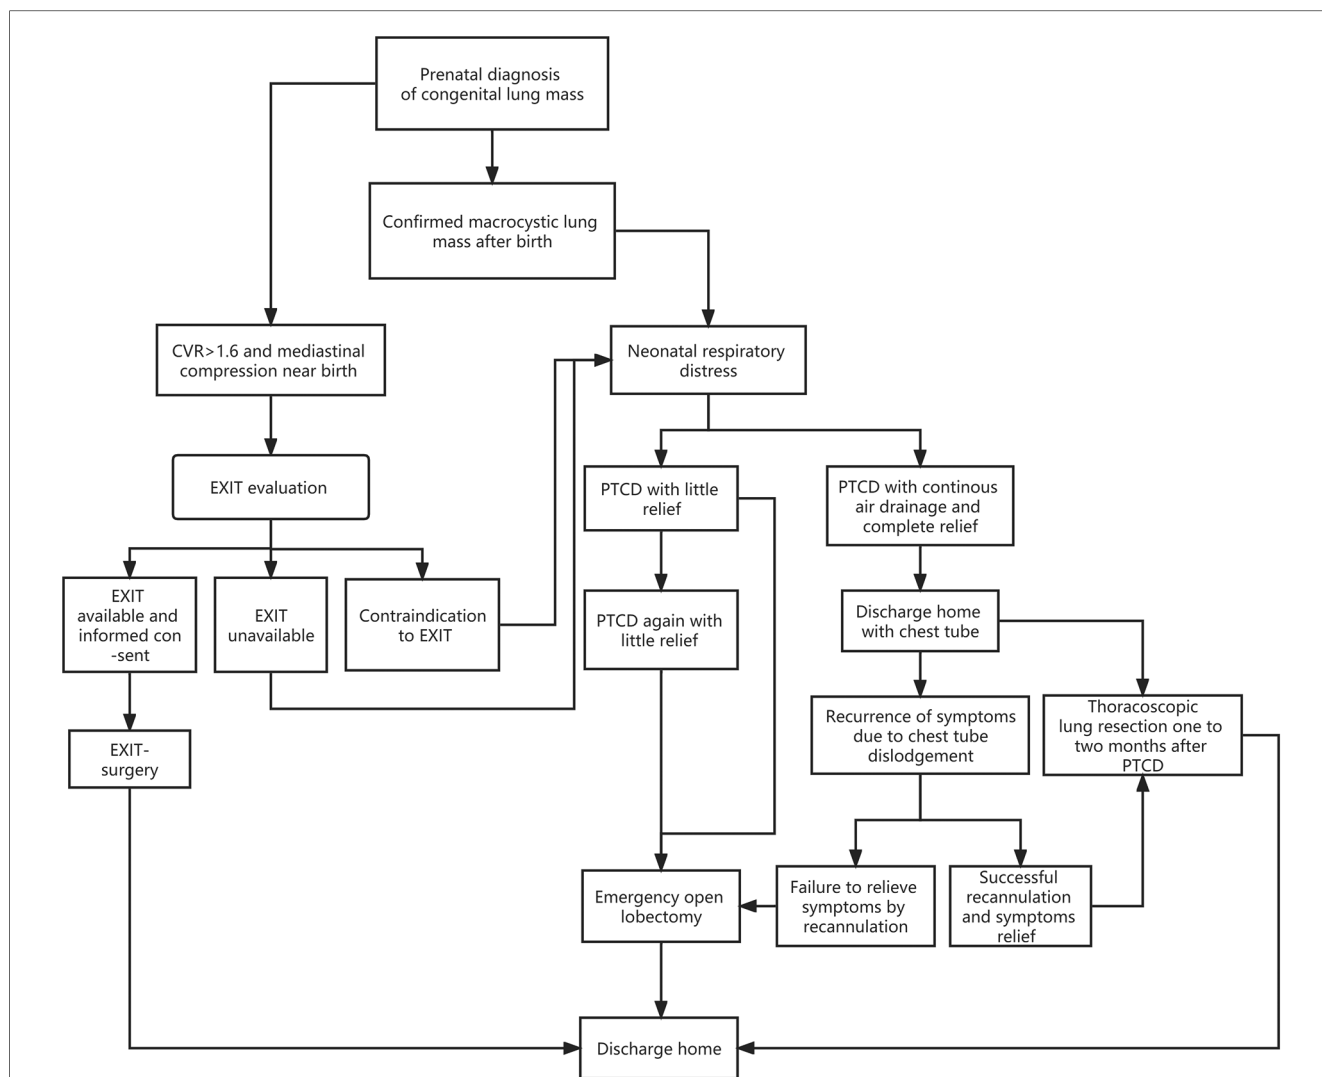 Prenatal diagnosis
of congenital lung mass
Confirmed macrocystic lung
mass after birth
CVR>1.6 and mediastinal
compression near birth
Neonatal respiratory
distress
EXIT evaluation
PTCD with little
relief
PTCD with continous
air drainage and
complete relief
EXIT
available and
informed con
-sent
EXIT
unavailable
Contraindication
to EXIT
PTCD again with
little relief
Discharge home
with chest tube
EXIT-
surgery
Recurrence of symptoms
due to chest tube
dislodgement
Thoracoscopic
lung resection one to
two months after
PTCD
Emergency open
lobectomy
Failure to relieve
symptoms by
recannulation
Successful
recannulation
and symptoms
relief
Discharge home